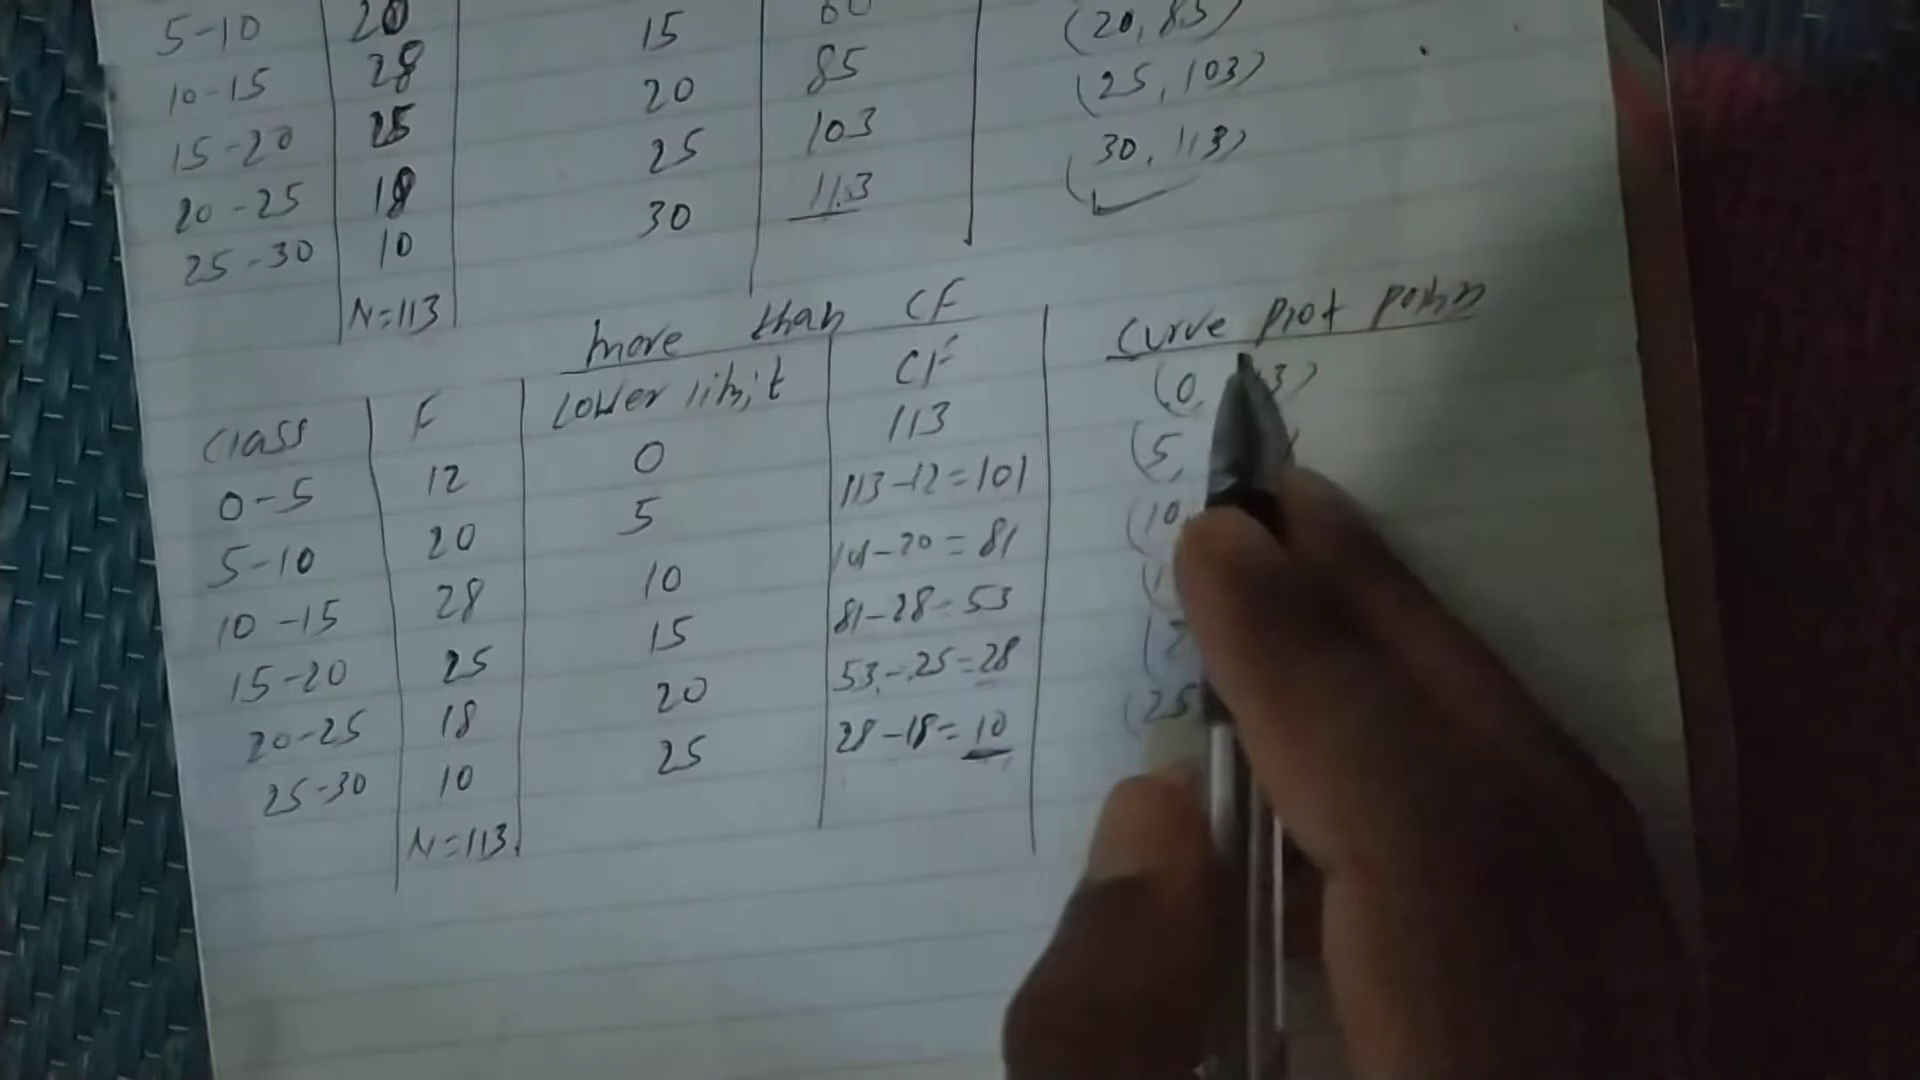 5-10 20 15 60 (20,85)
10-15 28 20 85 (25,103)
15-20 25 25 103 (30,113)
20-25 18 30 113
25-30 10
N=113
more than CF
Class F Lower limit CF Curve plot points
0-5 12 0 113 (0, 3)
5-10 20 5 113-12=101 (5,
10-15 28 10 101-20=81 (10
15-20 25 15 81-28=53
20-25 18 20 53-25=28
25-30 10 25 28-18=10 (25
N=113